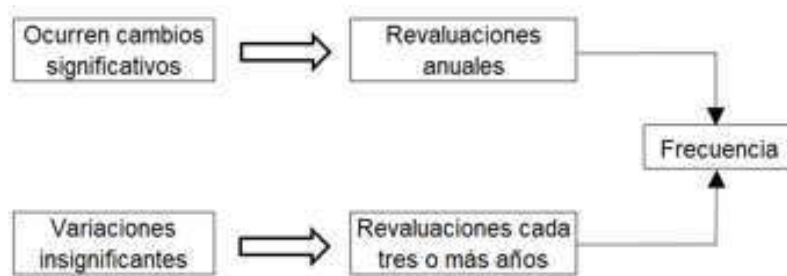 Ocurren cambios
significativos
Revaluaciones
anuales
Frecuencia
Variaciones
insignificantes
Revaluaciones cada
tres o más años